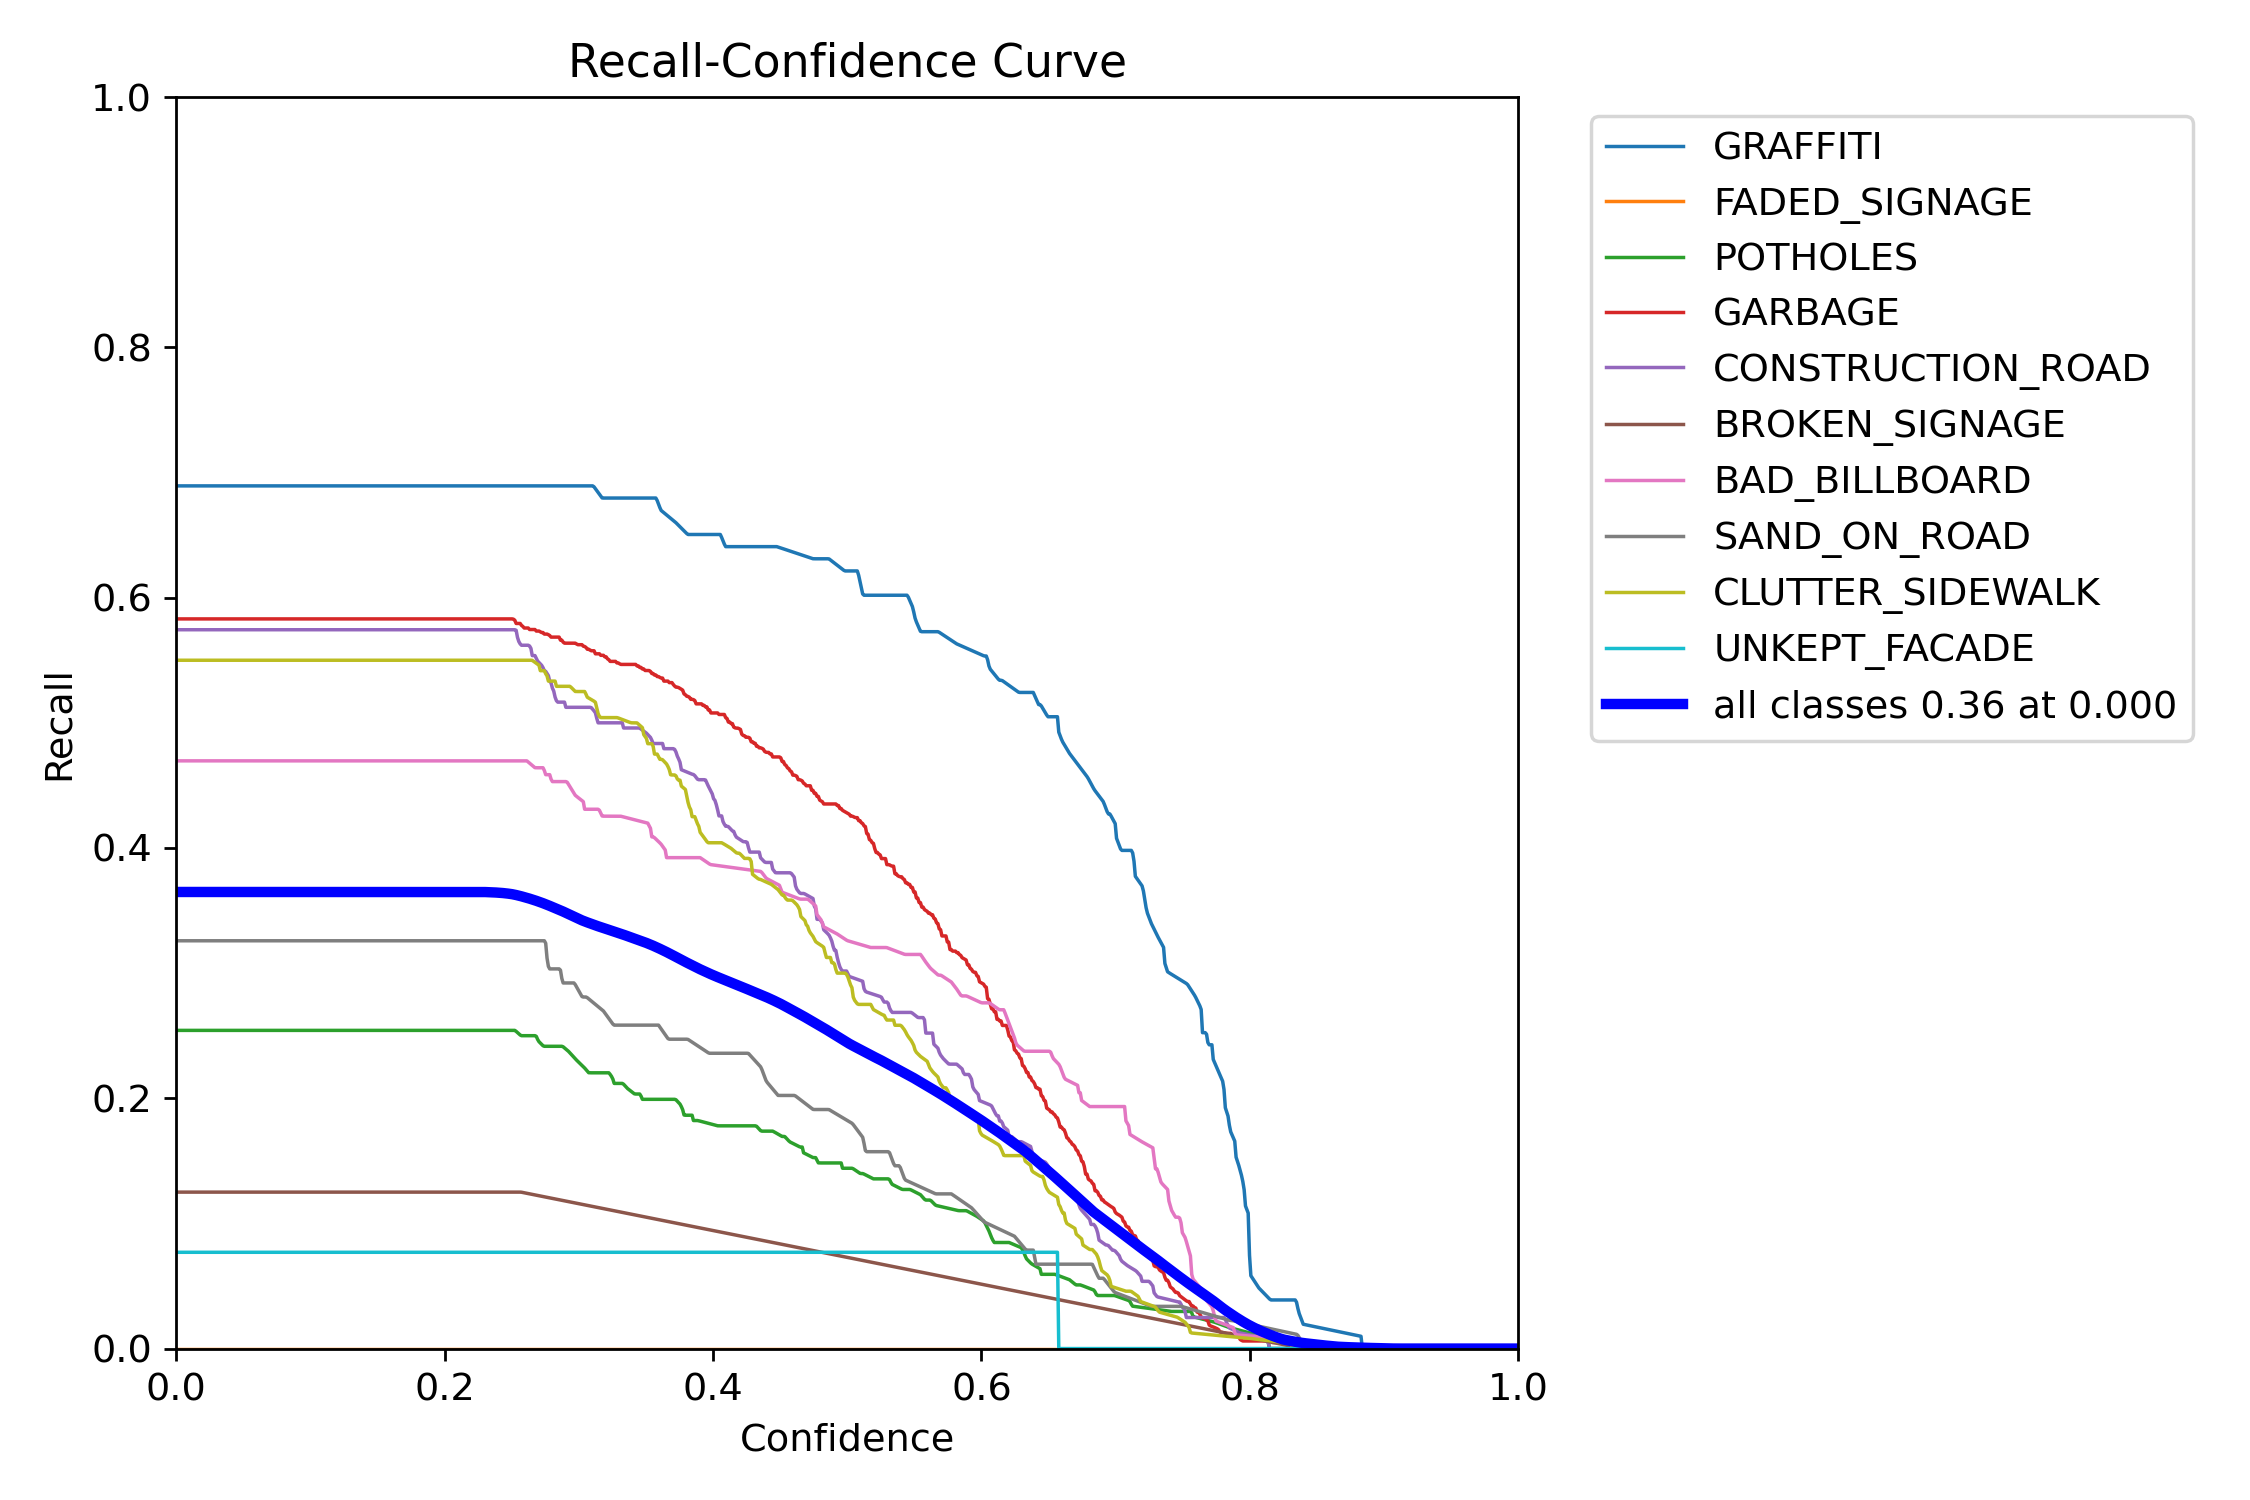 Recall-Confidence Curve
1.0
0.8
0.6
0.4
0.2
0.0
Recall
0.0 0.2 0.4 0.6 0.8 1.0
Confidence
GRAFFITI
FADED_SIGNAGE
POTHOLES
GARBAGE
CONSTRUCTION_ROAD
BROKEN_SIGNAGE
BAD_BILLBOARD
SAND_ON_ROAD
CLUTTER_SIDEWALK
UNKEPT_FACADE
all classes 0.36 at 0.000